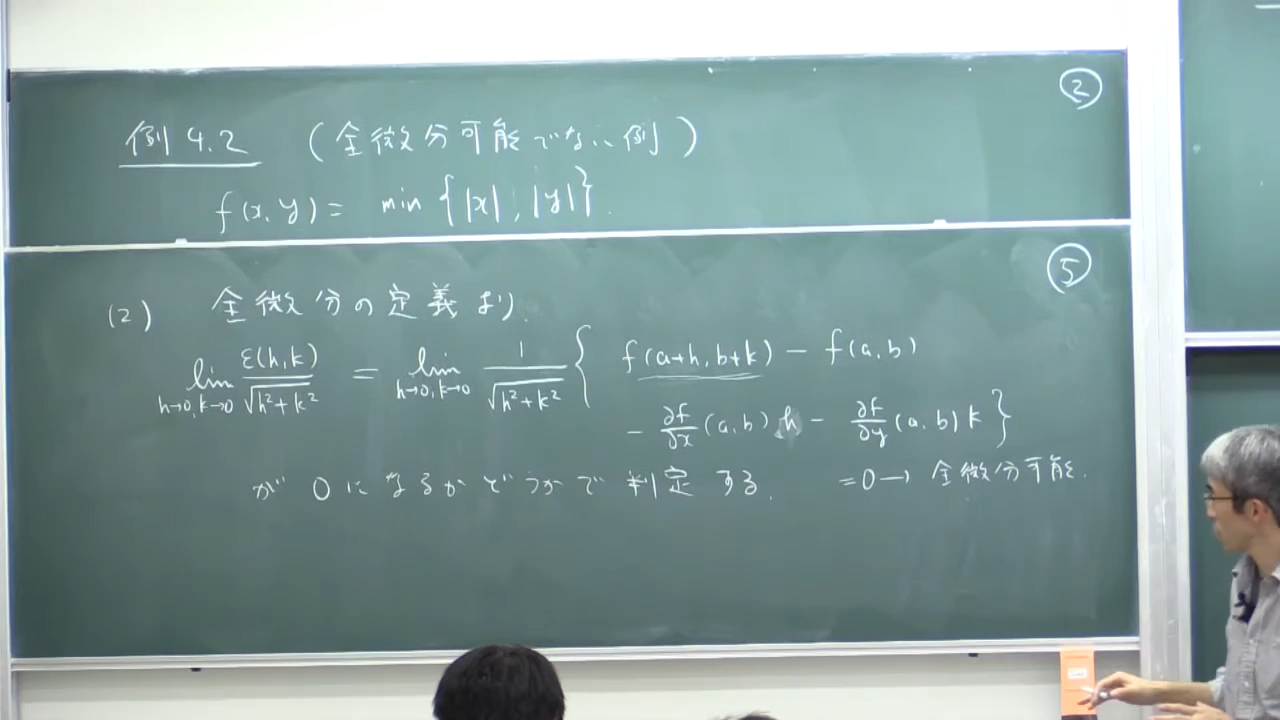 ②
例 4.2 (全微分可能でない例)
f(x, y) = min {|x|, |y|}.
⑤
(2) 全微分の定義より.
lim_{h→0, k→0} ε(h,k)/√(h²+k²) = lim_{h→0, k→0} 1/√(h²+k²) { f(a+h, b+k) − f(a, b)
− ∂f/∂x (a, b) h − ∂f/∂y (a, b) k }
が 0 になるかどうかで 判定する. =0 → 全微分可能.